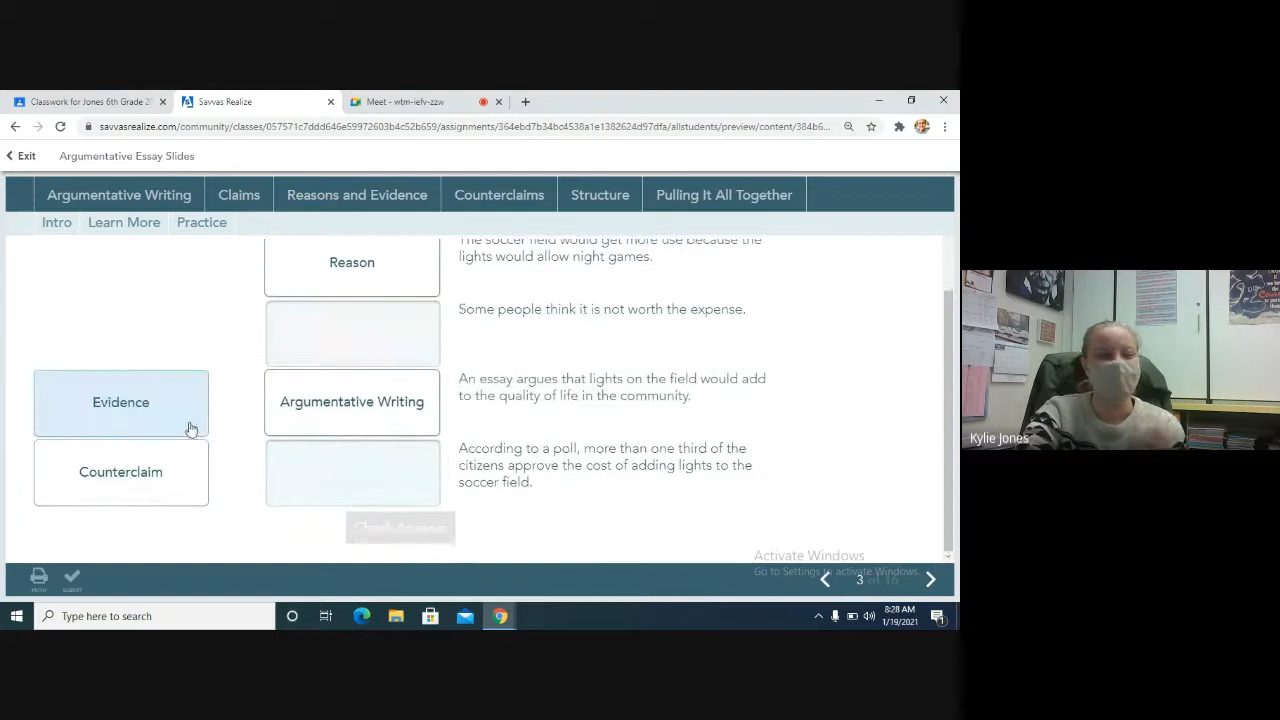 Classwork for Jones 6th Grade 2
Savvas Realize
Meet - wtm-iefv-zzw
savvasrealize.com/community/classes/057571c7ddd646e59972603b4c52b659/assignments/364ebd7b34bc4538a1e1382624d97dfa/allstudents/preview/content/384b6...
Exit
Argumentative Essay Slides
Argumentative Writing
Claims
Reasons and Evidence
Counterclaims
Structure
Pulling It All Together
Intro
Learn More
Practice
Reason
The soccer field would get more use because the
lights would allow night games.
Some people think it is not worth the expense.
Evidence
Argumentative Writing
An essay argues that lights on the field would add
to the quality of life in the community.
Counterclaim
According to a poll, more than one third of the
citizens approve the cost of adding lights to the
soccer field.
Check Answer
Activate Windows
Go to Settings to activate Windows.
PRINT
SUBMIT
3 of 16
Type here to search
8:28 AM
1/19/2021
Kylie Jones